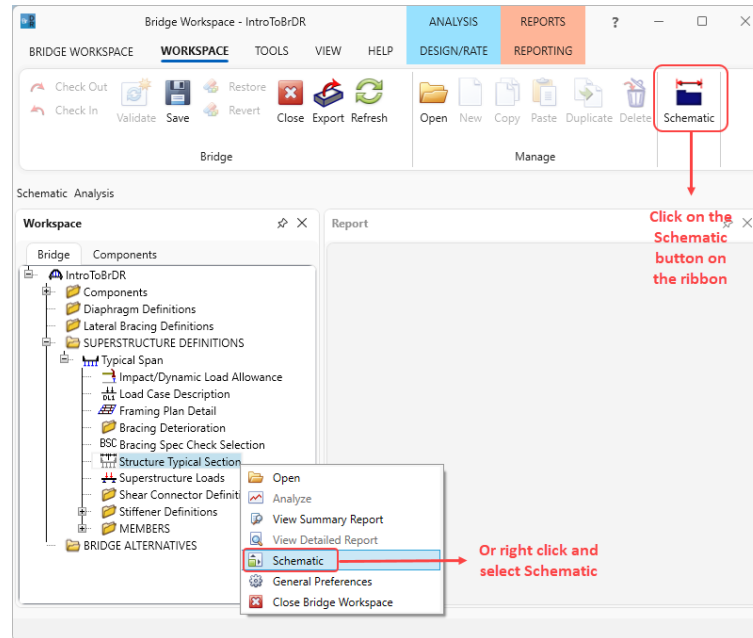 Bridge Workspace - IntroToBrDR
ANALYSIS
REPORTS
?
BRIDGE WORKSPACE
WORKSPACE
TOOLS
VIEW
HELP
DESIGN/RATE
REPORTING
Check Out
Check In
Validate
Save
Restore
Revert
Close
Export
Refresh
Open
New
Copy
Paste
Duplicate
Delete
Schematic
Bridge
Manage
Schematic Analysis
Workspace
Report
Click on the
Schematic
button on
the ribbon
Bridge
Components
IntroToBrDR
Components
Diaphragm Definitions
Lateral Bracing Definitions
SUPERSTRUCTURE DEFINITIONS
Typical Span
Impact/Dynamic Load Allowance
DL1 Load Case Description
Framing Plan Detail
Bracing Deterioration
BSC Bracing Spec Check Selection
Structure Typical Section
Superstructure Loads
Shear Connector Definiti
Stiffener Definitions
MEMBERS
BRIDGE ALTERNATIVES
Open
Analyze
View Summary Report
View Detailed Report
Schematic
General Preferences
Close Bridge Workspace
Or right click and
select Schematic